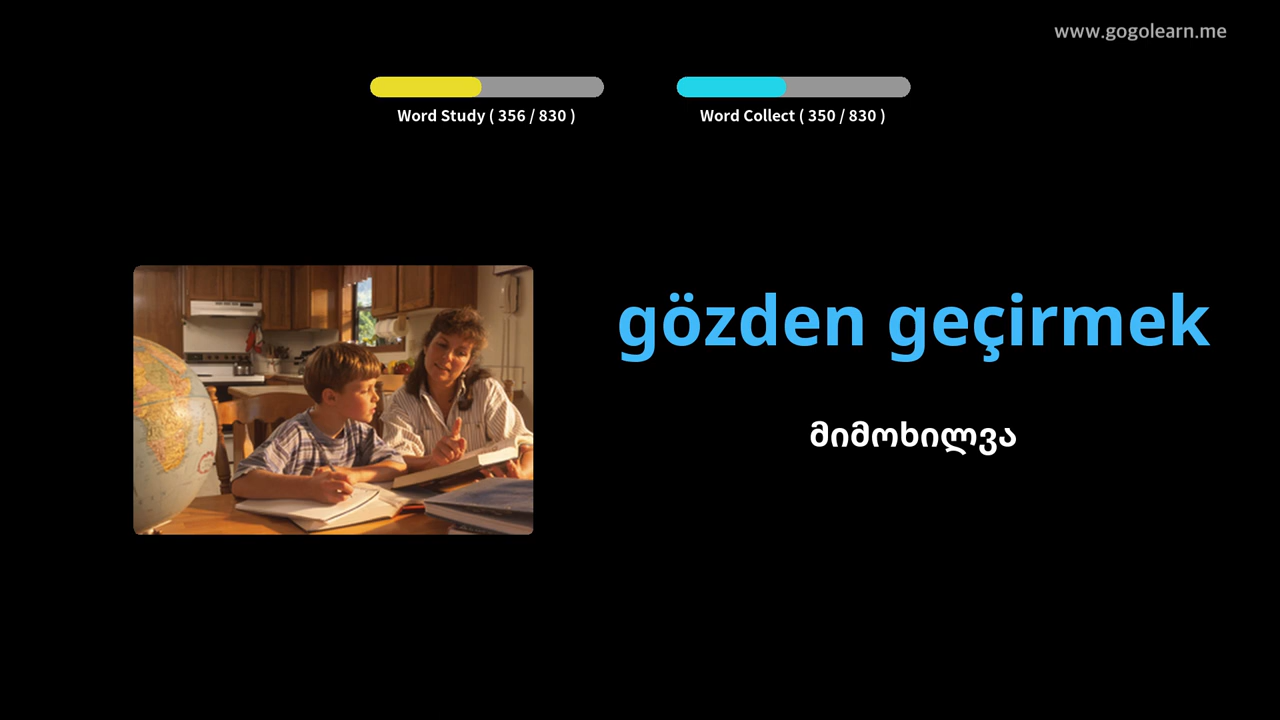 www.gogolearn.me
Word Study ( 356 / 830 )
Word Collect ( 350 / 830 )
gözden geçirmek
მიმოხილვა